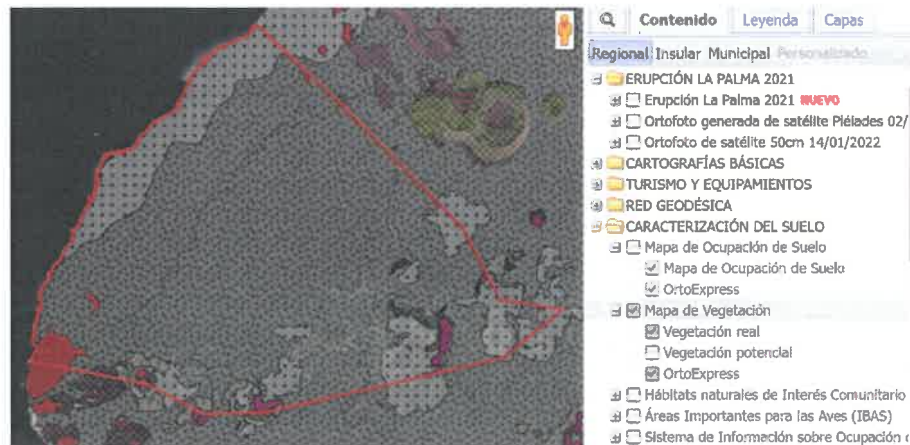 Contenido Leyenda Capas
Regional Insular Municipal Personalizado
ERUPCIÓN LA PALMA 2021
Erupción La Palma 2021 NUEVO
Ortofoto generada de satélite Pléiades 02/
Ortofoto de satélite 50cm 14/01/2022
CARTOGRAFÍAS BÁSICAS
TURISMO Y EQUIPAMIENTOS
RED GEODÉSICA
CARACTERIZACIÓN DEL SUELO
Mapa de Ocupación de Suelo
Mapa de Ocupación de Suelo
OrtoExpress
Mapa de Vegetación
Vegetación real
Vegetación potencial
OrtoExpress
Hábitats naturales de Interés Comunitario
Áreas Importantes para las Aves (IBAS)
Sistema de Información sobre Ocupación